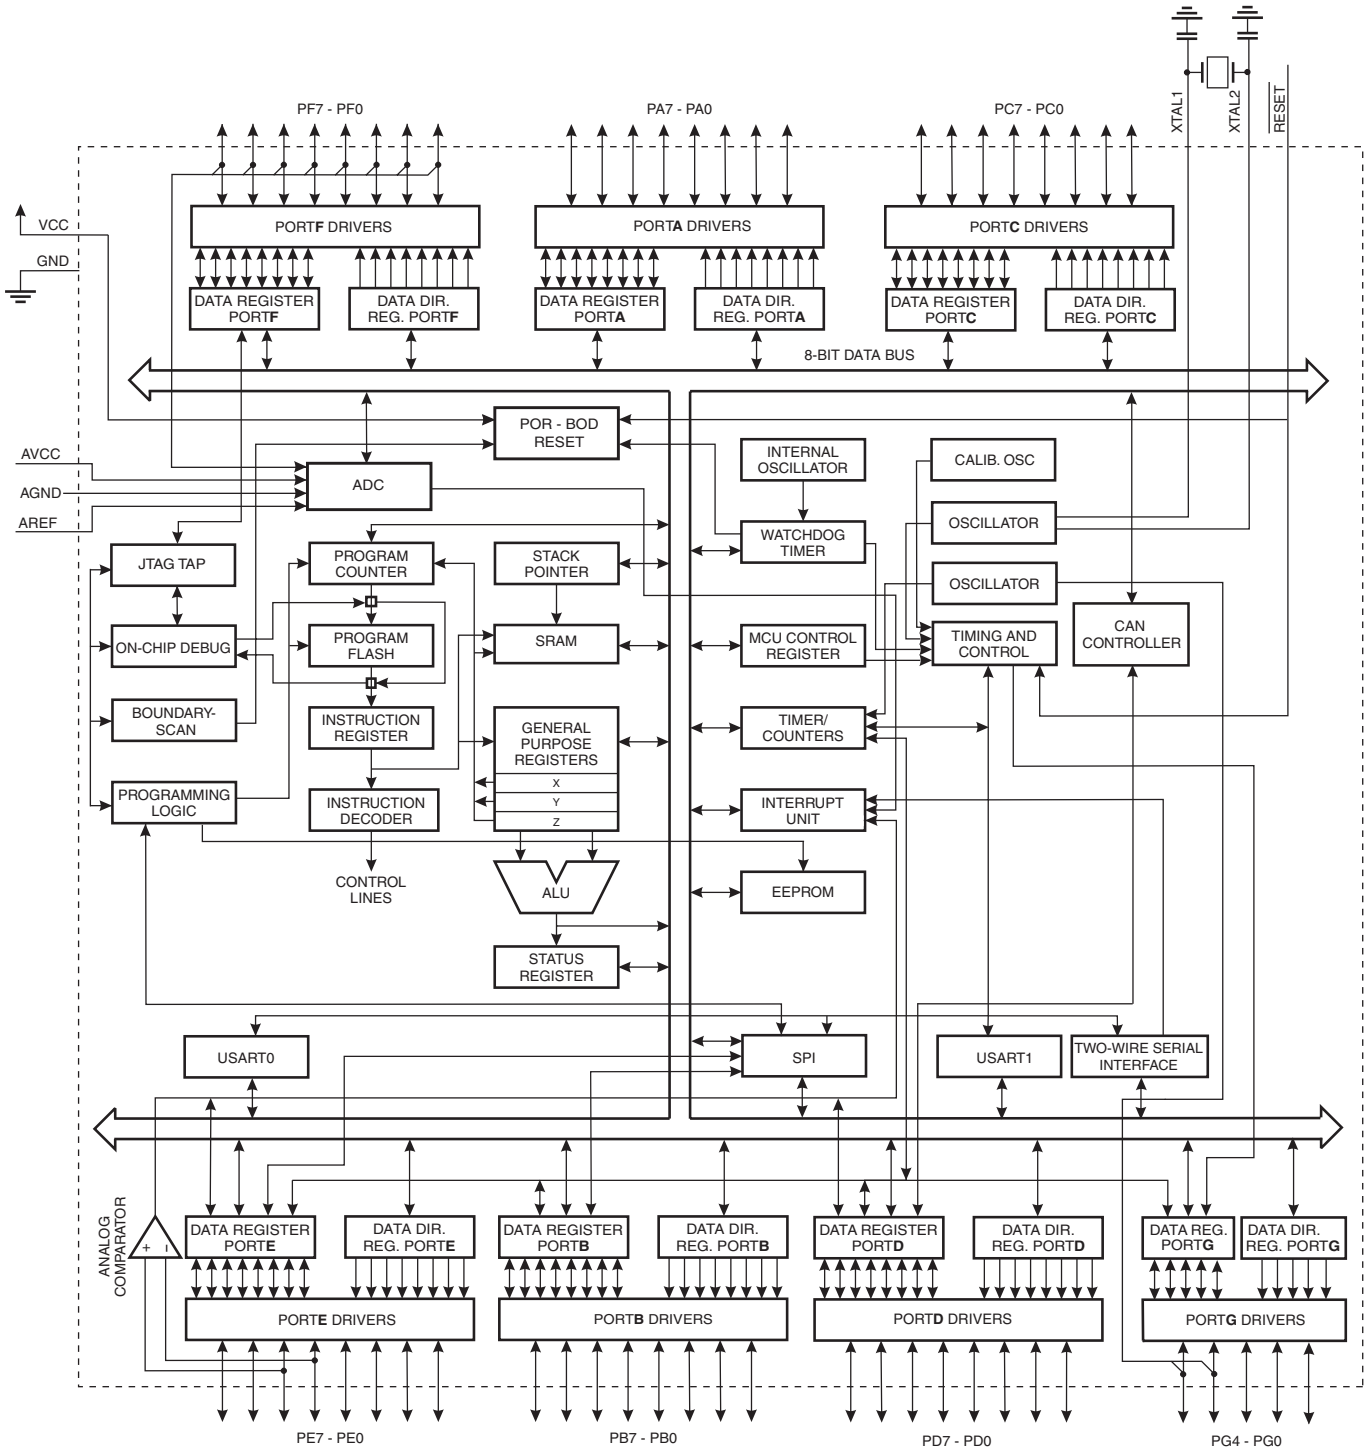 XTAL1
XTAL2
RESET
PF7 - PF0
PA7 - PA0
PC7 - PC0
VCC
GND
PORTF DRIVERS
PORTA DRIVERS
PORTC DRIVERS
DATA REGISTER
PORTF
DATA DIR.
REG. PORTF
DATA REGISTER
PORTA
DATA DIR.
REG. PORTA
DATA REGISTER
PORTC
DATA DIR.
REG. PORTC
8-BIT DATA BUS
POR - BOD
RESET
INTERNAL
OSCILLATOR
CALIB. OSC
AVCC
AGND
AREF
ADC
OSCILLATOR
WATCHDOG
TIMER
JTAG TAP
PROGRAM
COUNTER
STACK
POINTER
OSCILLATOR
ON-CHIP DEBUG
PROGRAM
FLASH
SRAM
MCU CONTROL
REGISTER
TIMING AND
CONTROL
CAN
CONTROLLER
BOUNDARY-
SCAN
INSTRUCTION
REGISTER
GENERAL
PURPOSE
REGISTERS
X
Y
Z
TIMER/
COUNTERS
PROGRAMMING
LOGIC
INSTRUCTION
DECODER
INTERRUPT
UNIT
CONTROL
LINES
ALU
EEPROM
STATUS
REGISTER
USART0
SPI
USART1
TWO-WIRE SERIAL
INTERFACE
ANALOG
COMPARATOR
+
-
DATA REGISTER
PORTE
DATA DIR.
REG. PORTE
DATA REGISTER
PORTB
DATA DIR.
REG. PORTB
DATA REGISTER
PORTD
DATA DIR.
REG. PORTD
DATA REG.
PORTG
DATA DIR.
REG. PORTG
PORTE DRIVERS
PORTB DRIVERS
PORTD DRIVERS
PORTG DRIVERS
PE7 - PE0
PB7 - PB0
PD7 - PD0
PG4 - PG0